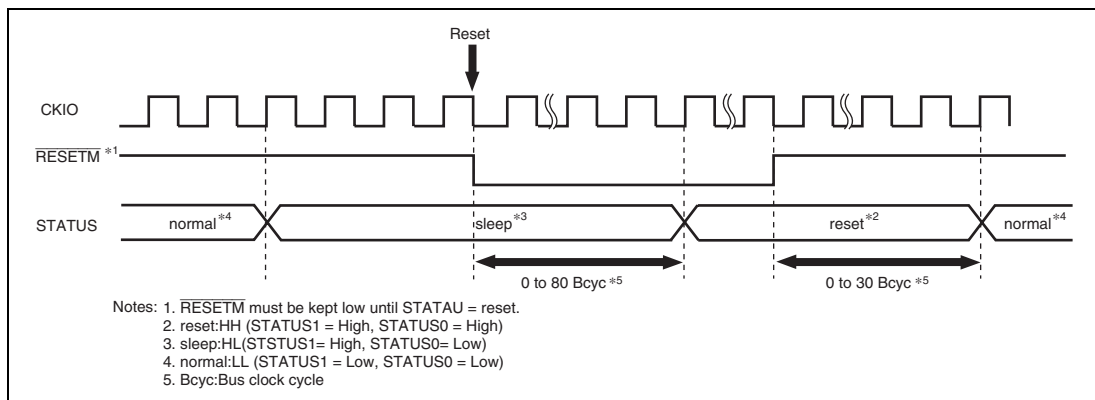 Reset
CKIO
RESETM *1
STATUS normal*4 sleep*3 reset*2 normal*4
0 to 80 Bcyc *5 0 to 30 Bcyc *5
Notes: 1. RESETM must be kept low until STATAU = reset.
2. reset:HH (STATUS1 = High, STATUS0 = High)
3. sleep:HL(STSTUS1= High, STATUS0= Low)
4. normal:LL (STATUS1 = Low, STATUS0 = Low)
5. Bcyc:Bus clock cycle